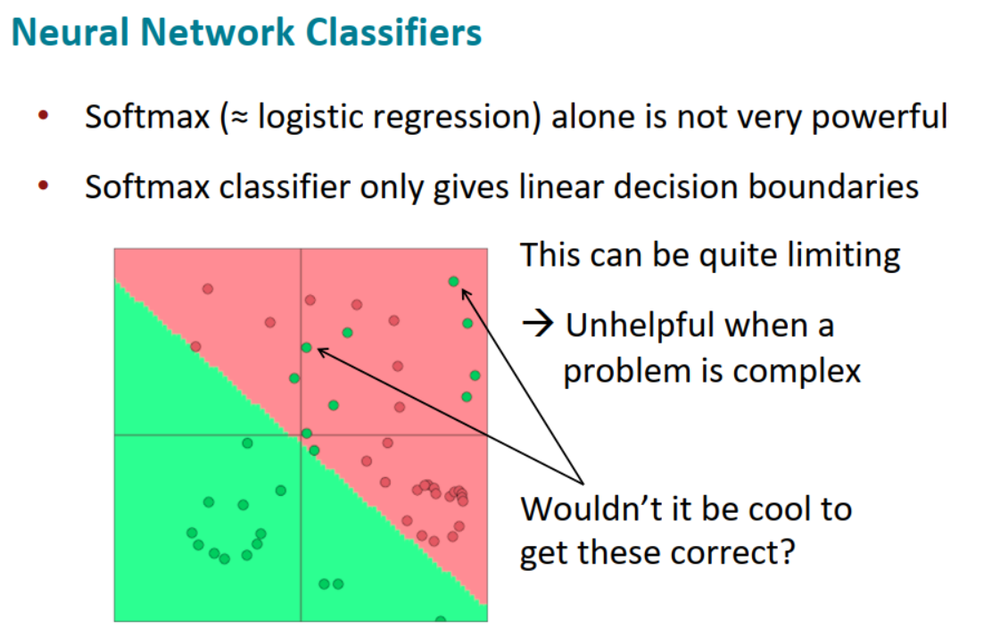 Neural Network Classifiers
• Softmax (≈ logistic regression) alone is not very powerful
• Softmax classifier only gives linear decision boundaries
This can be quite limiting
→ Unhelpful when a
problem is complex
Wouldn’t it be cool to
get these correct?